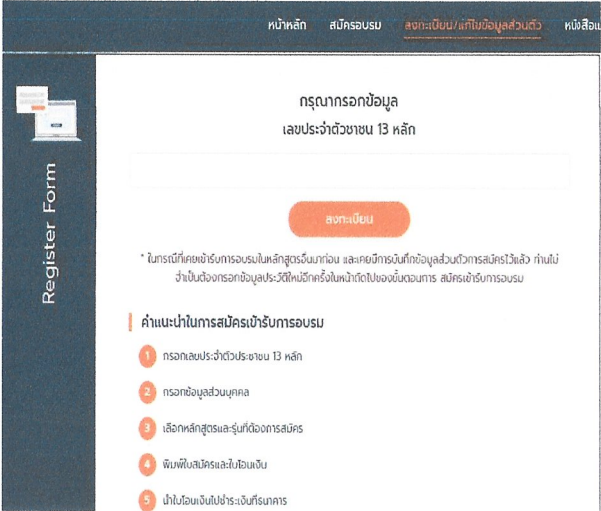 หน้าหลัก สมัครอบรม ลงทะเบียน/แก้ไขข้อมูลส่วนตัว หนังสือแ
Register Form
กรุณากรอกข้อมูล
เลขประจำตัวชาชน 13 หลัก
ลงทะเบียน
* ในกรณีที่เคยเข้ารับการอบรมในหลักสูตรอื่นมาก่อน และเคยมีการบันทึกข้อมูลส่วนตัวการสมัครไว้แล้ว ท่านไม่
จำเป็นต้องกรอกข้อมูลประวัติใหม่อีกครั้งในหน้าถัดไปของขั้นตอนการ สมัครเข้ารับการอบรม
คำแนะนำในการสมัครเข้ารับการอบรม
1 กรอกเลขประจำตัวประชาชน 13 หลัก
2 กรอกข้อมูลส่วนบุคคล
3 เลือกหลักสูตรและรุ่นที่ต้องการสมัคร
4 พิมพ์ใบสมัครและใบโอนเงิน
5 นำใบโอนเงินไปชำระเงินที่ธนาคาร